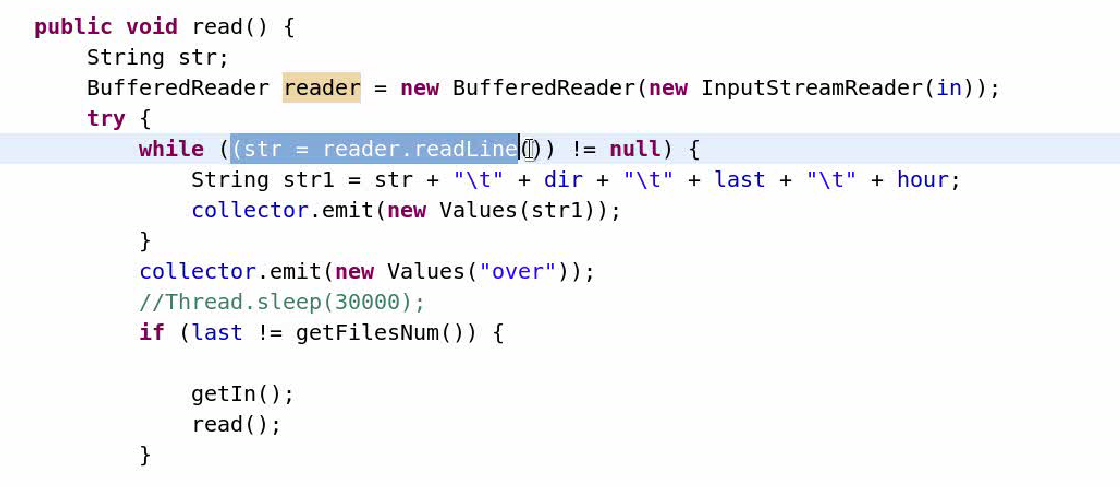 public void read() {
String str;
BufferedReader reader = new BufferedReader(new InputStreamReader(in));
try {
while ((str = reader.readLine()) != null) {
String str1 = str + "\t" + dir + "\t" + last + "\t" + hour;
collector.emit(new Values(str1));
}
collector.emit(new Values("over"));
//Thread.sleep(30000);
if (last != getFilesNum()) {
getIn();
read();
}